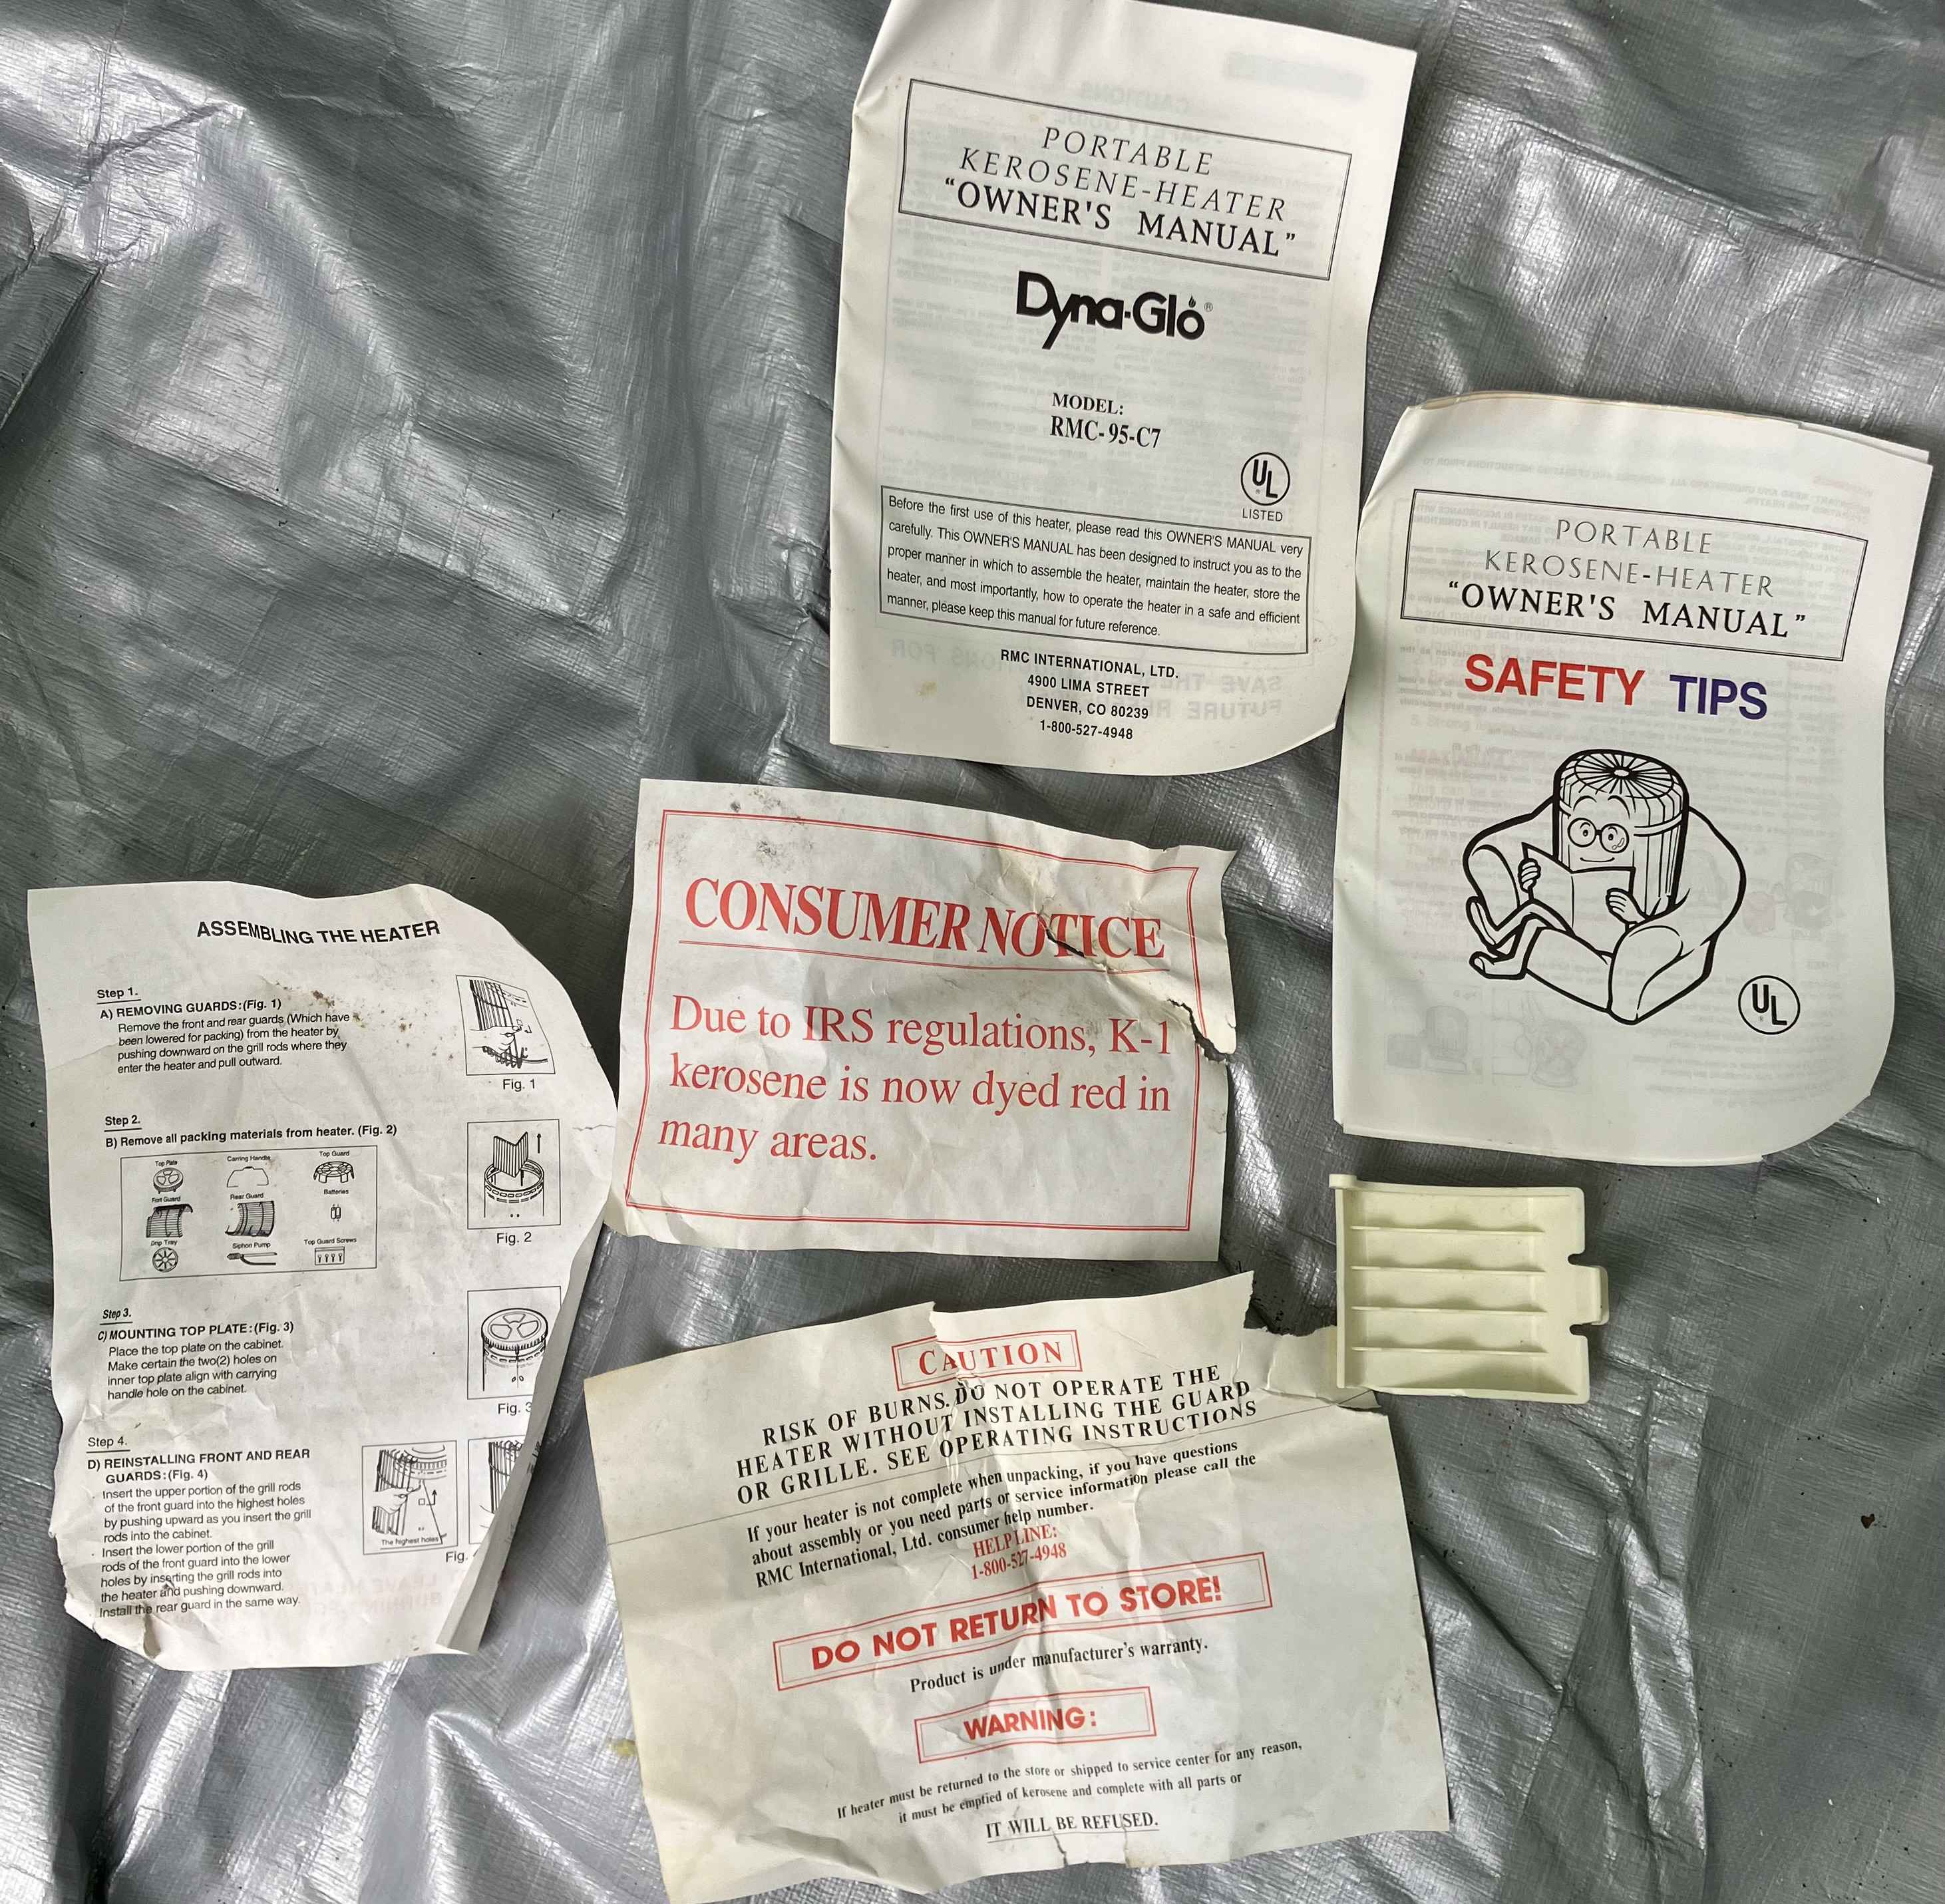 PORTABLE
KEROSENE-HEATER
“OWNER'S MANUAL”
Dyna-Glo®
MODEL:
RMC-95-C7
UL
LISTED
Before the first use of this heater, please read this OWNER'S MANUAL very
carefully. This OWNER'S MANUAL has been designed to instruct you as to the
proper manner in which to assemble the heater, maintain the heater, store the
heater, and most importantly, how to operate the heater in a safe and efficient
manner, please keep this manual for future reference.
RMC INTERNATIONAL, LTD.
4900 LIMA STREET
DENVER, CO 80239
1-800-527-4948
PORTABLE
KEROSENE-HEATER
“OWNER'S MANUAL”
SAFETY TIPS
UL
CONSUMER NOTICE
Due to IRS regulations, K-1
kerosene is now dyed red in
many areas.
ASSEMBLING THE HEATER
Step 1.
A) REMOVING GUARDS:(Fig. 1)
Remove the front and rear guards (Which have
been lowered for packing) from the heater by
pushing downward on the grill rods where they
enter the heater and pull outward.
Fig. 1
Step 2.
B) Remove all packing materials from heater. (Fig. 2)
Top Plate
Carring Handle
Top Guard
Font Guard
Rear Guard
Batteries
Drip Tray
Siphon Pump
Top Guard Screws
Fig. 2
Step 3.
C) MOUNTING TOP PLATE:(Fig. 3)
Place the top plate on the cabinet.
Make certain the two(2) holes on
inner top plate align with carrying
handle hole on the cabinet.
Fig. 3
Step 4.
D) REINSTALLING FRONT AND REAR
GUARDS:(Fig. 4)
Insert the upper portion of the grill rods
of the front guard into the highest holes
by pushing upward as you insert the grill
rods into the cabinet.
Insert the lower portion of the grill
rods of the front guard into the lower
holes by inserting the grill rods into
the heater and pushing downward.
Install the rear guard in the same way.
The highest holes
Fig.
CAUTION
RISK OF BURNS. DO NOT OPERATE THE
HEATER WITHOUT INSTALLING THE GUARD
OR GRILLE. SEE OPERATING INSTRUCTIONS
If your heater is not complete when unpacking, if you have questions
about assembly or you need parts or service information please call the
RMC International, Ltd. consumer help number.
HELP LINE:
1-800-527-4948
DO NOT RETURN TO STORE!
Product is under manufacturer's warranty.
WARNING:
If heater must be returned to the store or shipped to service center for any reason,
it must be emptied of kerosene and complete with all parts or
IT WILL BE REFUSED.